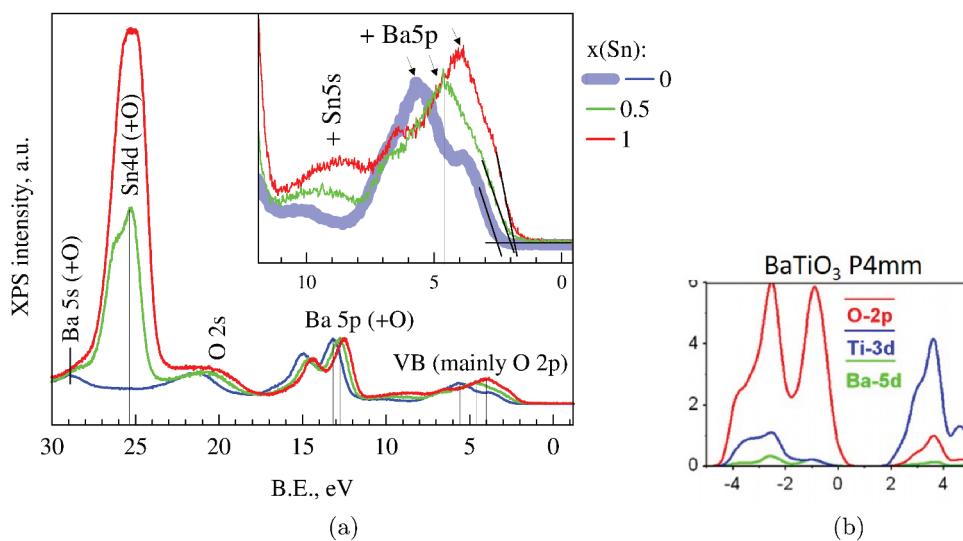 + Ba5p
+ Sn5s
x(Sn):
0
0.5
1
10
5
0
XPS intensity, a.u.
Ba 5s (+O)
Sn4d (+O)
O 2s
Ba 5p (+O)
VB (mainly O 2p)
30
25
20
15
10
5
0
B.E., eV
(a)
BaTiO₃ P4mm
6
4
2
0
O-2p
Ti-3d
Ba-5d
-4
-2
0
2
4
(b)